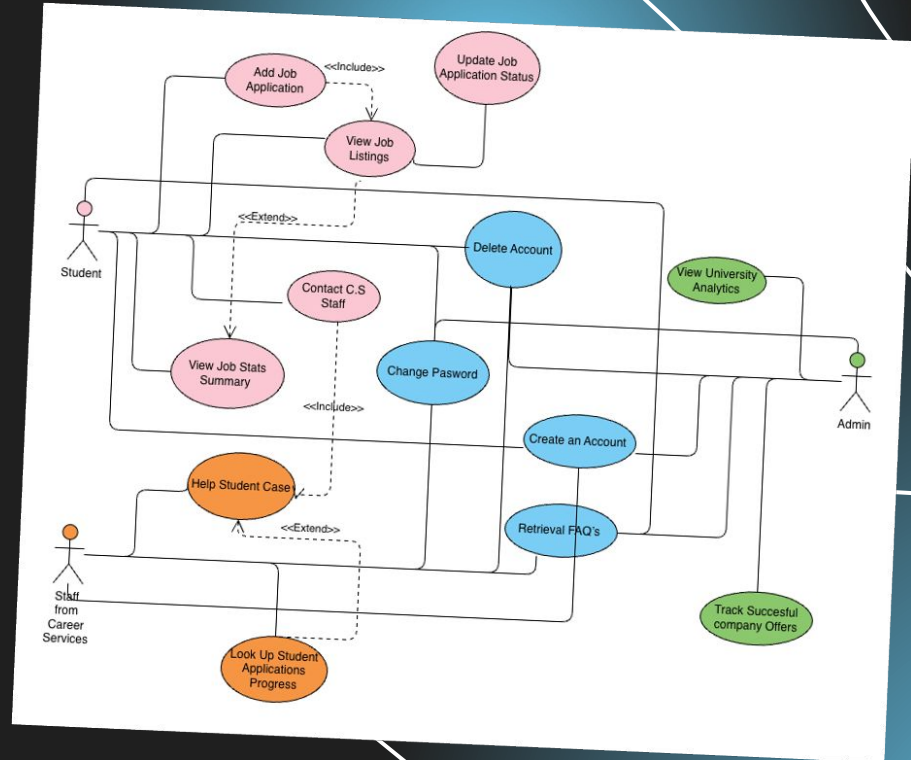 <<Include>>
Add Job
Application
Update Job
Application Status
View Job
Listings
<<Extend>>
Student
Delete Account
View University
Analytics
Contact C.S
Staff
View Job Stats
Summary
Change Pasword
Admin
<<Include>>
Create an Account
Help Student Case
<<Extend>>
Retrieval FAQ's
Staff
from
Career
Services
Track Succesful
company Offers
Look Up Student
Applications
Progress